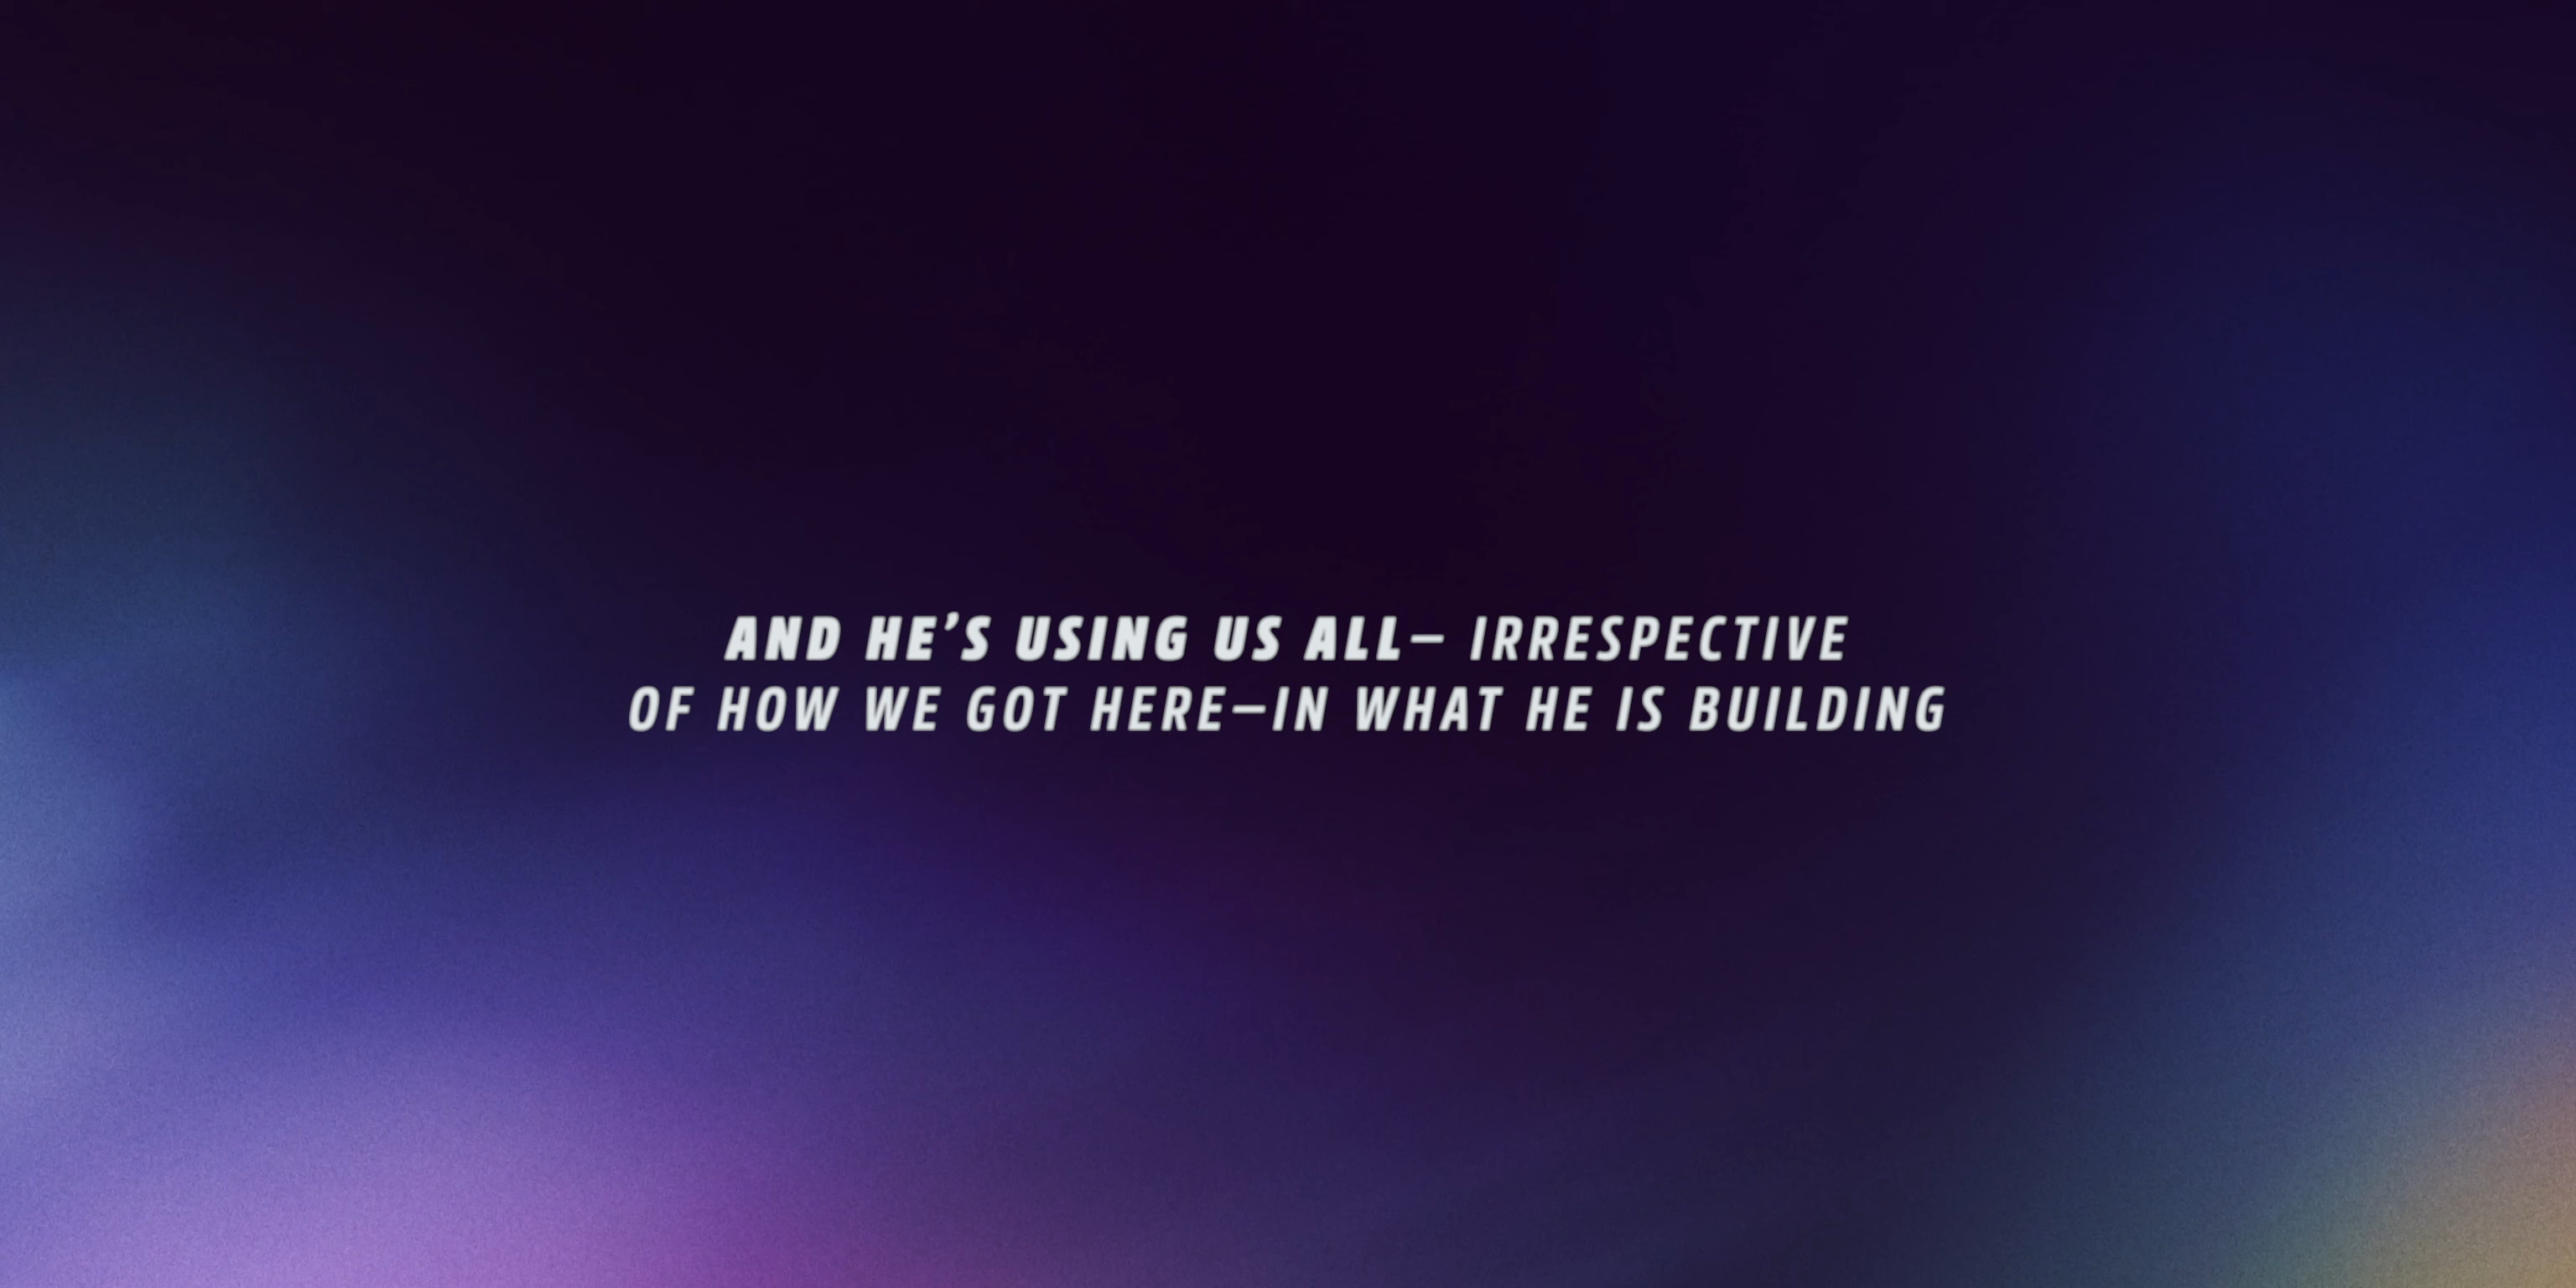 AND HE’S USING US ALL— IRRESPECTIVE
OF HOW WE GOT HERE—IN WHAT HE IS BUILDING